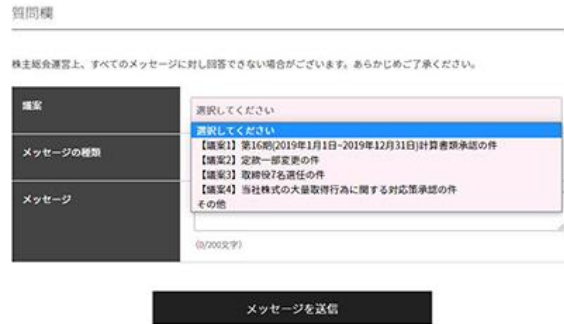 質問欄
株主総会運営上、すべてのメッセージに対し回答できない場合がございます。あらかじめご了承ください。
議案
選択してください
選択してください
【議案1】第16期(2019年1月1日~2019年12月31日)計算書類承認の件
メッセージの種類
【議案2】定款一部変更の件
【議案3】取締役7名選任の件
【議案4】当社株式の大量取得行為に関する対応策承認の件
メッセージ
その他
(0/200文字)
メッセージを送信